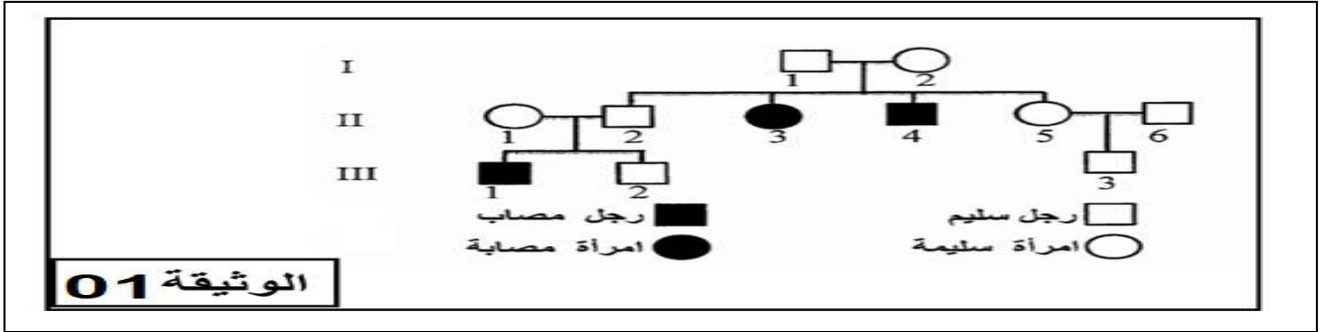 I
1 2
II
1 2 3 4 5 6
III
1 2 3
رجل سليم رجل مصاب
امرأة سليمة امرأة مصابة
الوثيقة 01